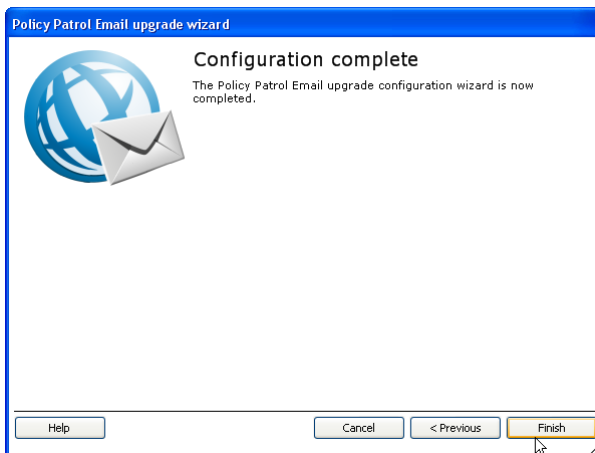 Policy Patrol Email upgrade wizard
Configuration complete
The Policy Patrol Email upgrade configuration wizard is now
completed.
Help
Cancel
< Previous
Finish